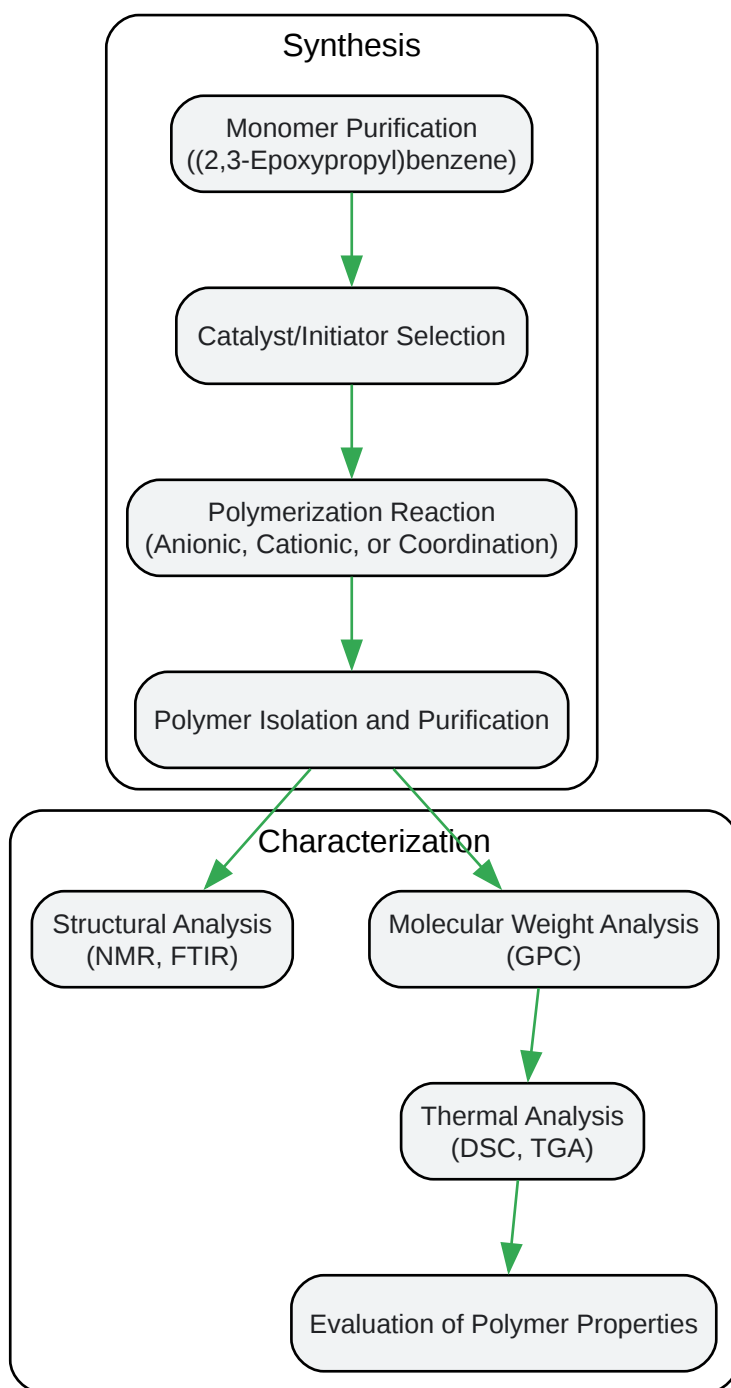 Synthesis
Monomer Purification
((2,3-Epoxypropyl)benzene)
Catalyst/Initiator Selection
Polymerization Reaction
(Anionic, Cationic, or Coordination)
Polymer Isolation and Purification
Characterization
Structural Analysis
(NMR, FTIR)
Molecular Weight Analysis
(GPC)
Thermal Analysis
(DSC, TGA)
Evaluation of Polymer Properties